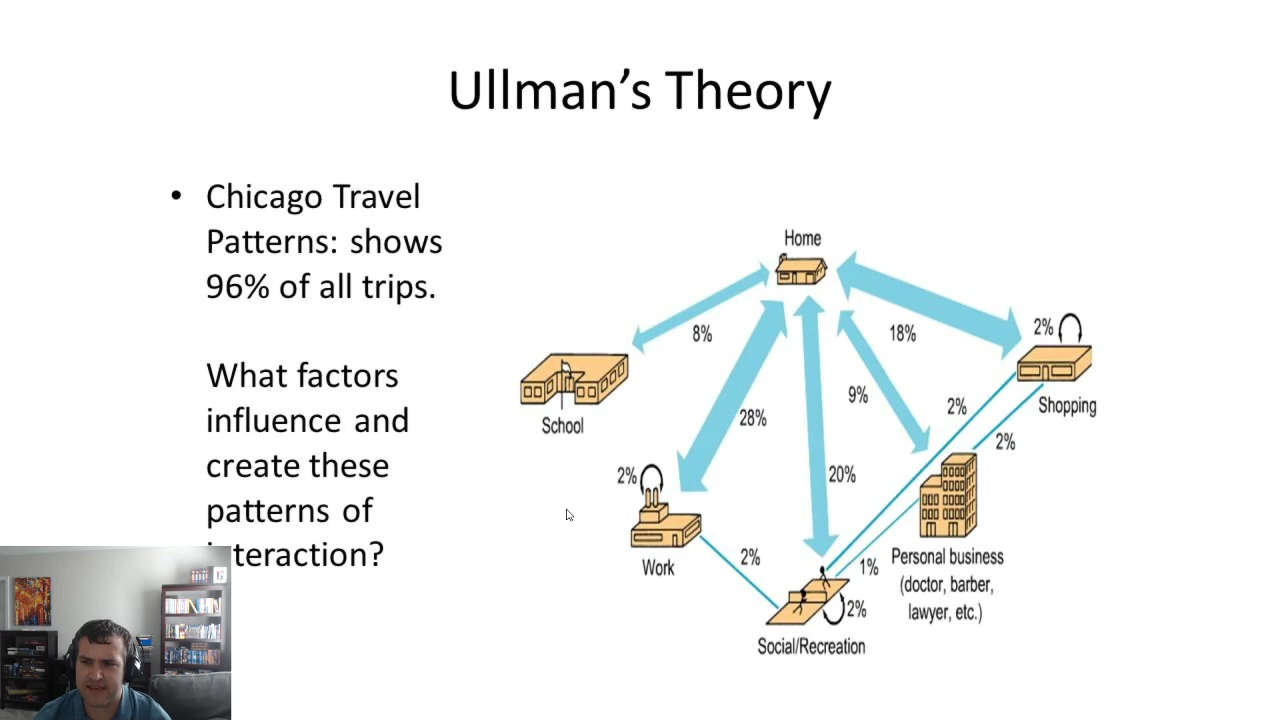 Ullman's Theory
• Chicago Travel
Patterns: shows
96% of all trips.
What factors
influence and
create these
patterns of
interaction?
Home
8%
18%
2%
School
28%
9%
2%
Shopping
2%
2%
20%
Work
2%
1%
Personal business
(doctor, barber,
lawyer, etc.)
2%
Social/Recreation